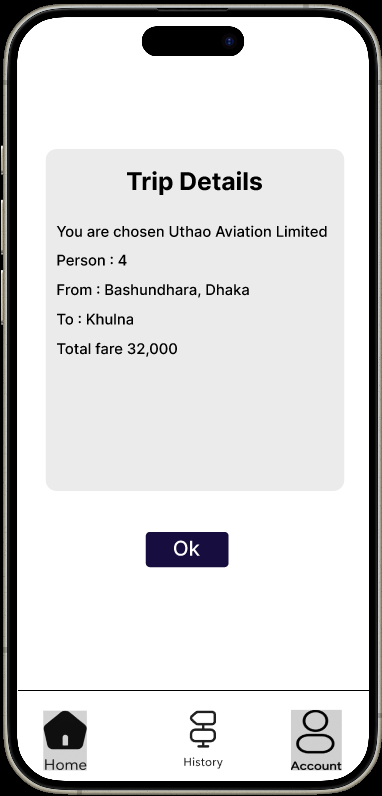 Trip Details
You are chosen Uthao Aviation Limited
Person : 4
From : Bashundhara, Dhaka
To : Khulna
Total fare 32,000
Ok
Home
History
Account